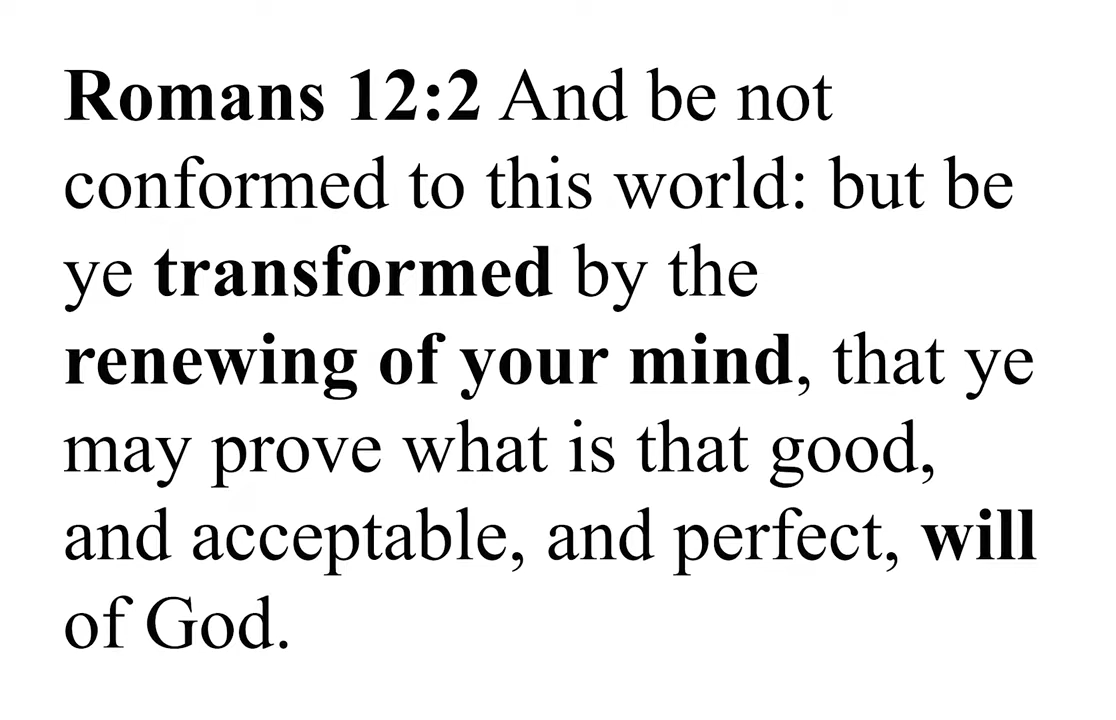 Romans 12:2 And be not
conformed to this world: but be
ye transformed by the
renewing of your mind, that ye
may prove what is that good,
and acceptable, and perfect, will
of God.